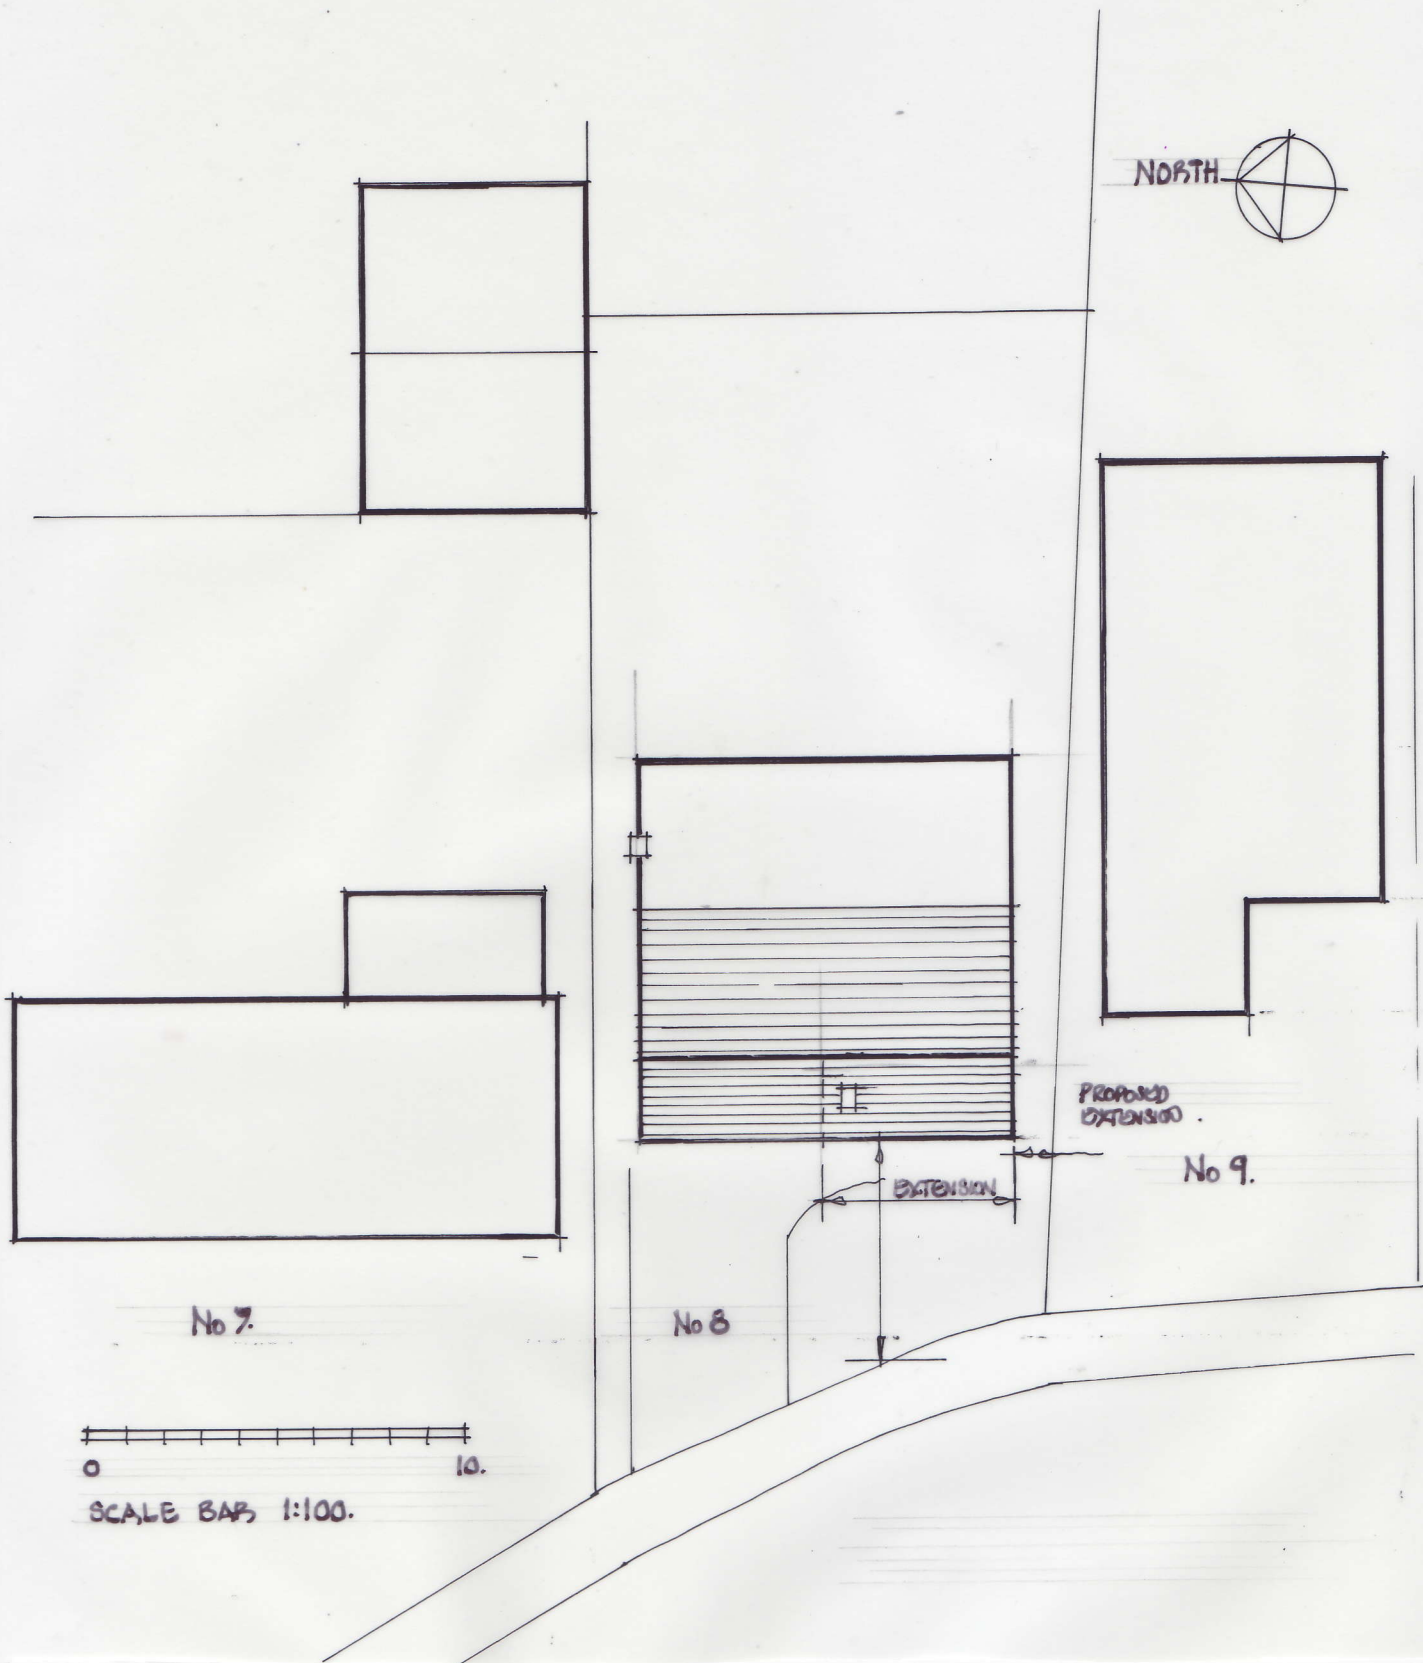 NORTH
PROPOSED
EXTENSION.
No 9.
EXTENSION
No 7.
No 8
0 10.
SCALE BAR 1:100.